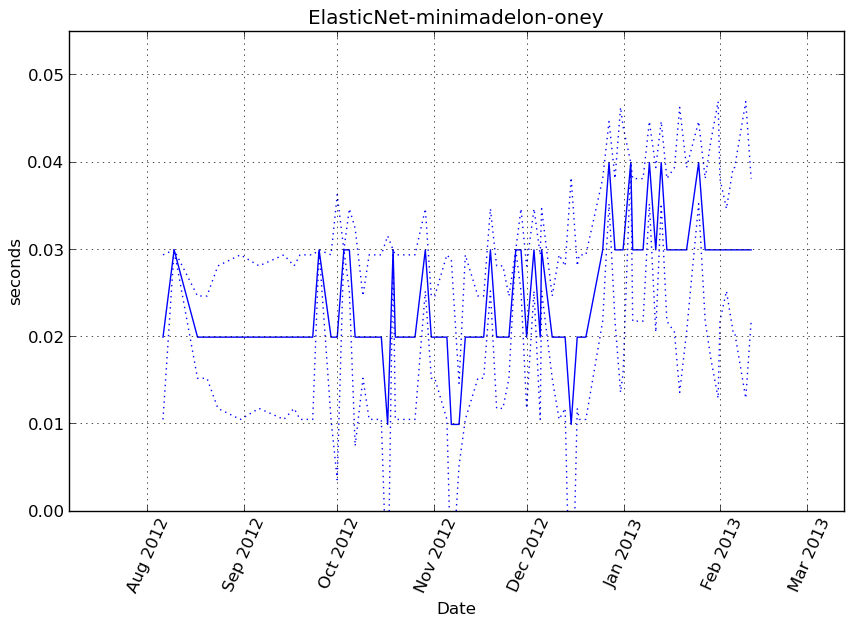 ElasticNet-minimadelon-oney
seconds
0.05
0.04
0.03
0.02
0.01
0.00
Aug 2012
Sep 2012
Oct 2012
Nov 2012
Dec 2012
Jan 2013
Feb 2013
Mar 2013
Date